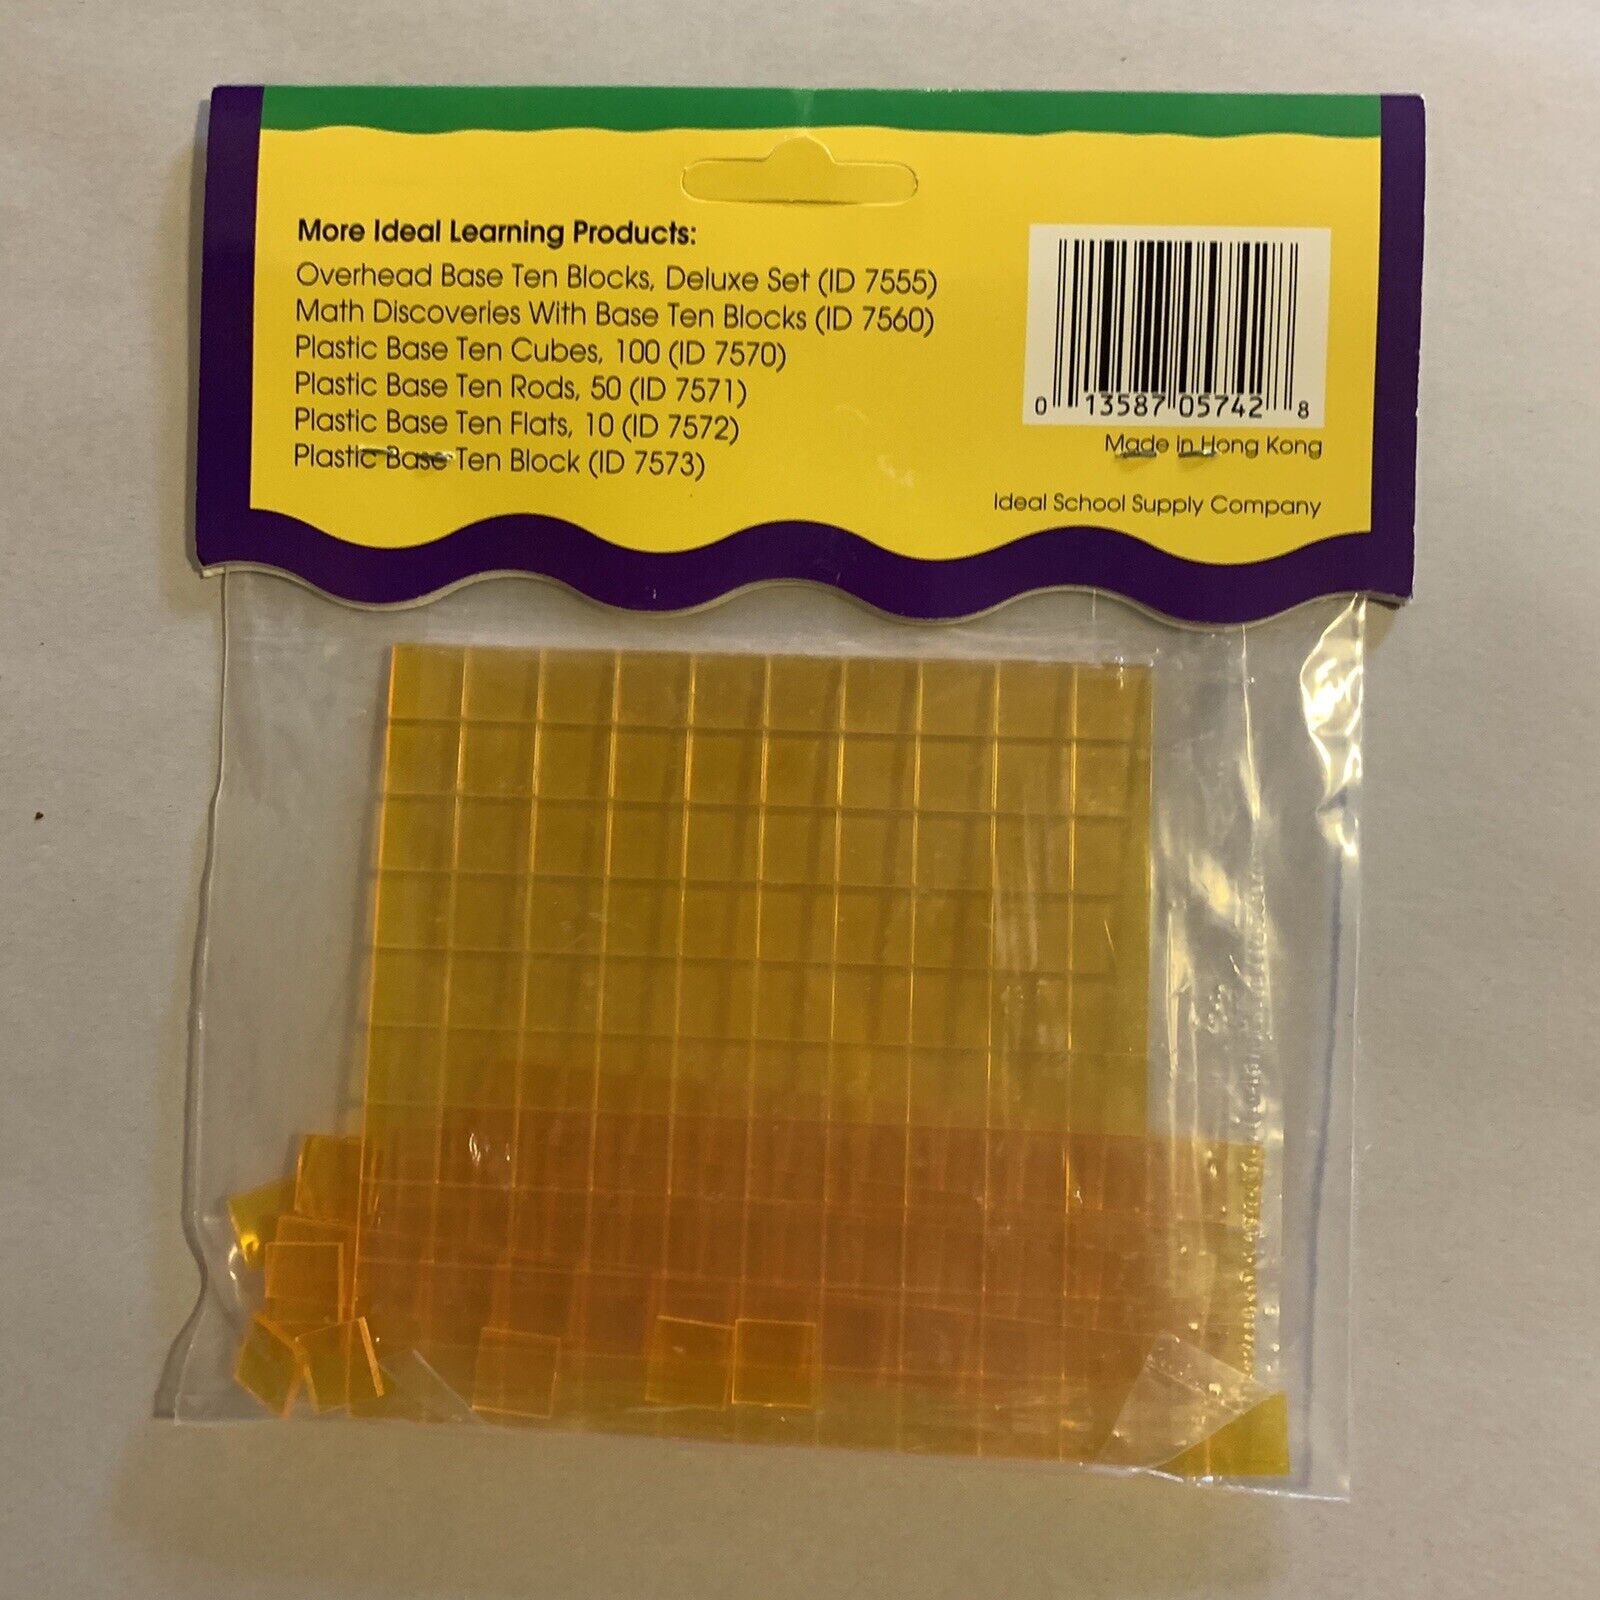 More Ideal Learning Products:
Overhead Base Ten Blocks, Deluxe Set (ID 7555)
Math Discoveries With Base Ten Blocks (ID 7560)
Plastic Base Ten Cubes, 100 (ID 7570)
Plastic Base Ten Rods, 50 (ID 7571)
Plastic Base Ten Flats, 10 (ID 7572)
Plastic Base Ten Block (ID 7573)
0 13587 05742 8
Made in Hong Kong
Ideal School Supply Company